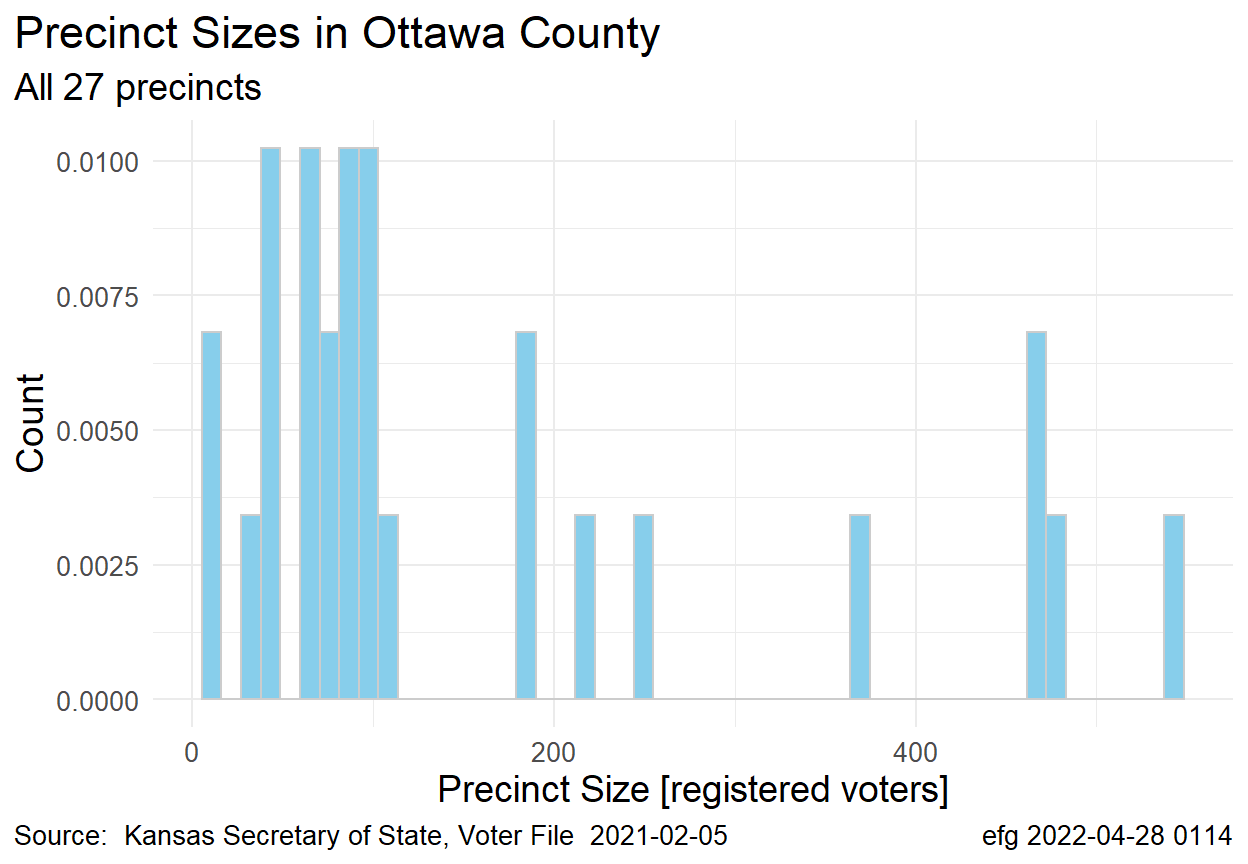 Precinct Sizes in Ottawa County
All 27 precincts
0.0100
0.0075
0.0050
0.0025
0.0000
Count
0 200 400
Precinct Size [registered voters]
Source:  Kansas Secretary of State, Voter File  2021-02-05 efg 2022-04-28 0114